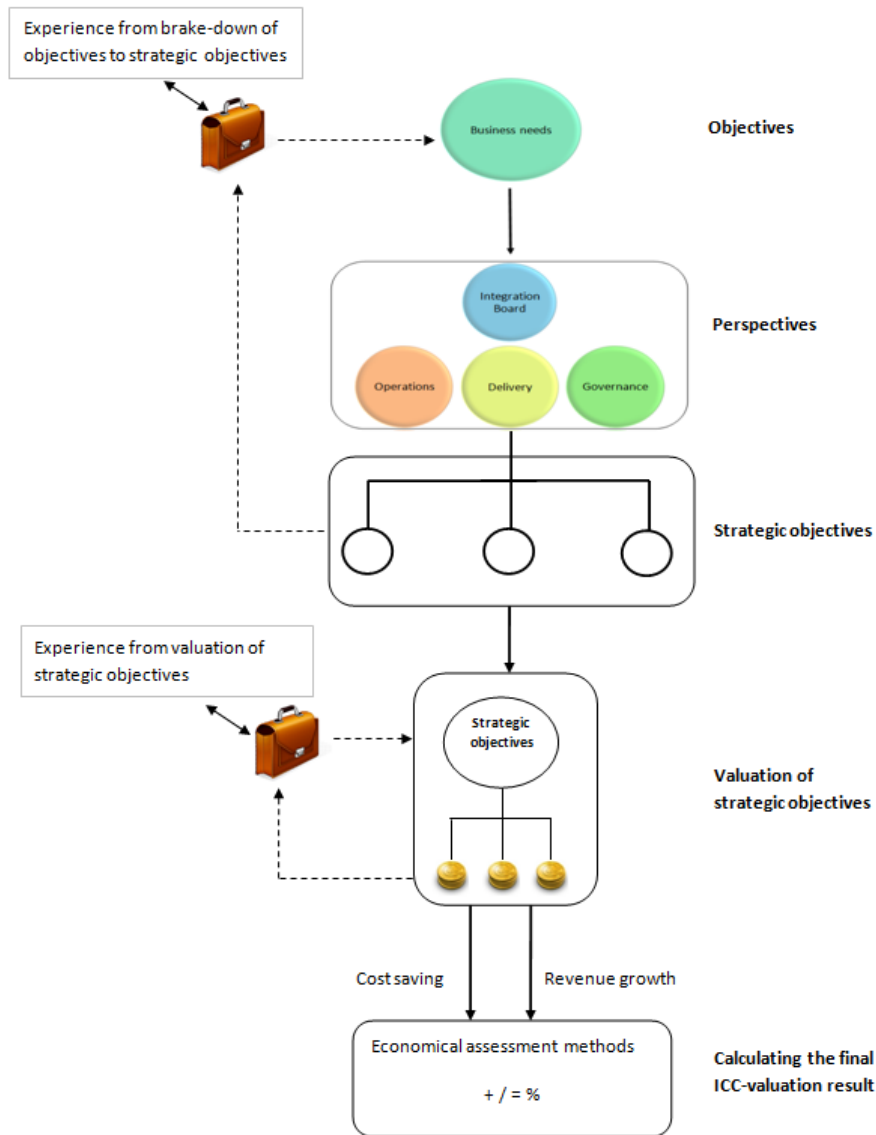 Experience from brake-down of
objectives to strategic objectives
Business needs
Objectives
Integration
Board
Perspectives
Operations
Delivery
Governance
Strategic objectives
Experience from valuation of
strategic objectives
Strategic
objectives
Valuation of
strategic objectives
Cost saving
Revenue growth
Economical assessment methods
+ / = %
Calculating the final
ICC-valuation result